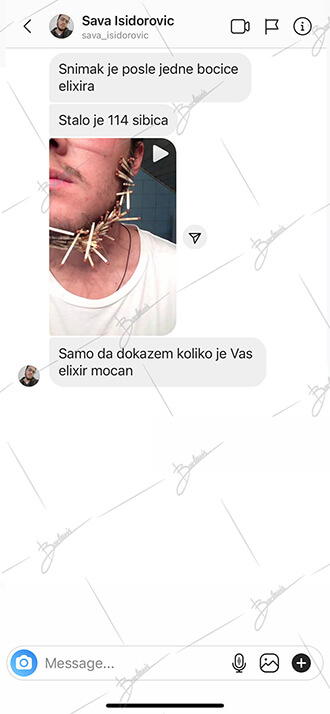 Sava Isidorovic
sava_isidorovic
Snimak je posle jedne bocice
elixira
Stalo je 114 sibica
Samo da dokazem koliko je Vas
elixir mocan
Message...